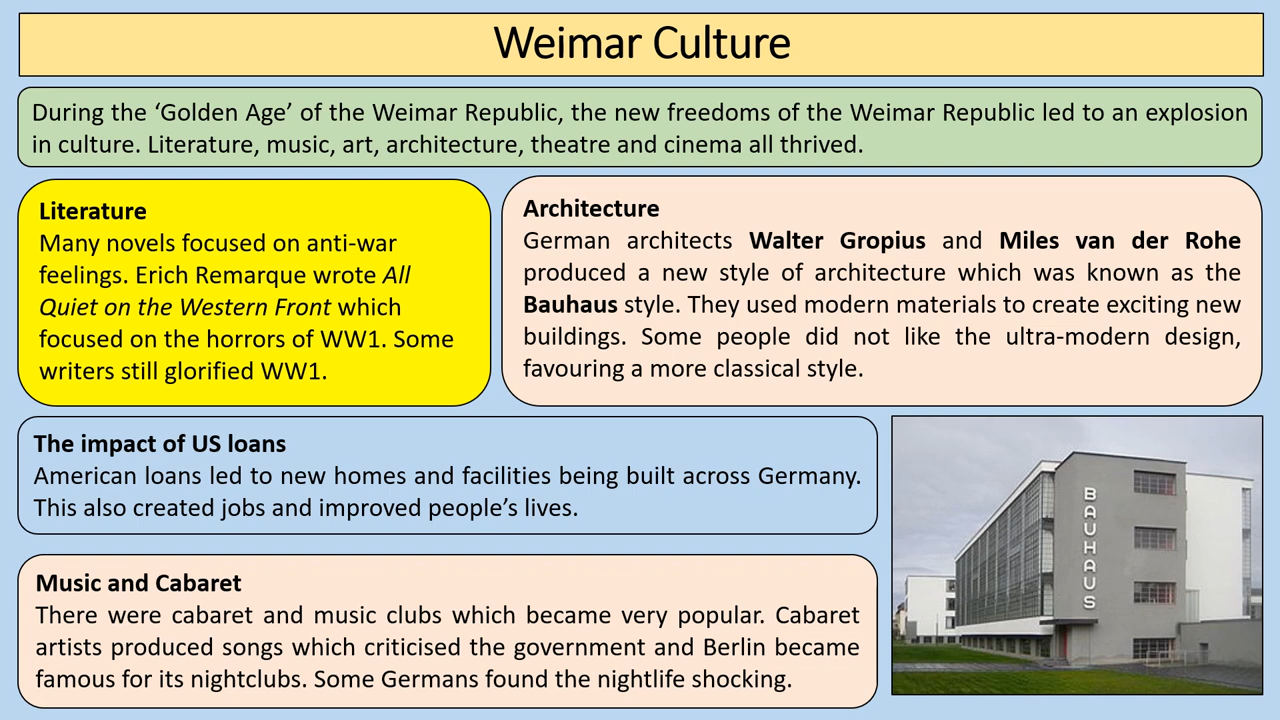 Weimar Culture
During the ‘Golden Age’ of the Weimar Republic, the new freedoms of the Weimar Republic led to an explosion
in culture. Literature, music, art, architecture, theatre and cinema all thrived.
Literature
Many novels focused on anti-war
feelings. Erich Remarque wrote All
Quiet on the Western Front which
focused on the horrors of WW1. Some
writers still glorified WW1.
Architecture
German architects Walter Gropius and Miles van der Rohe
produced a new style of architecture which was known as the
Bauhaus style. They used modern materials to create exciting new
buildings. Some people did not like the ultra-modern design,
favouring a more classical style.
The impact of US loans
American loans led to new homes and facilities being built across Germany.
This also created jobs and improved people’s lives.
BAUHAUS
Music and Cabaret
There were cabaret and music clubs which became very popular. Cabaret
artists produced songs which criticised the government and Berlin became
famous for its nightclubs. Some Germans found the nightlife shocking.